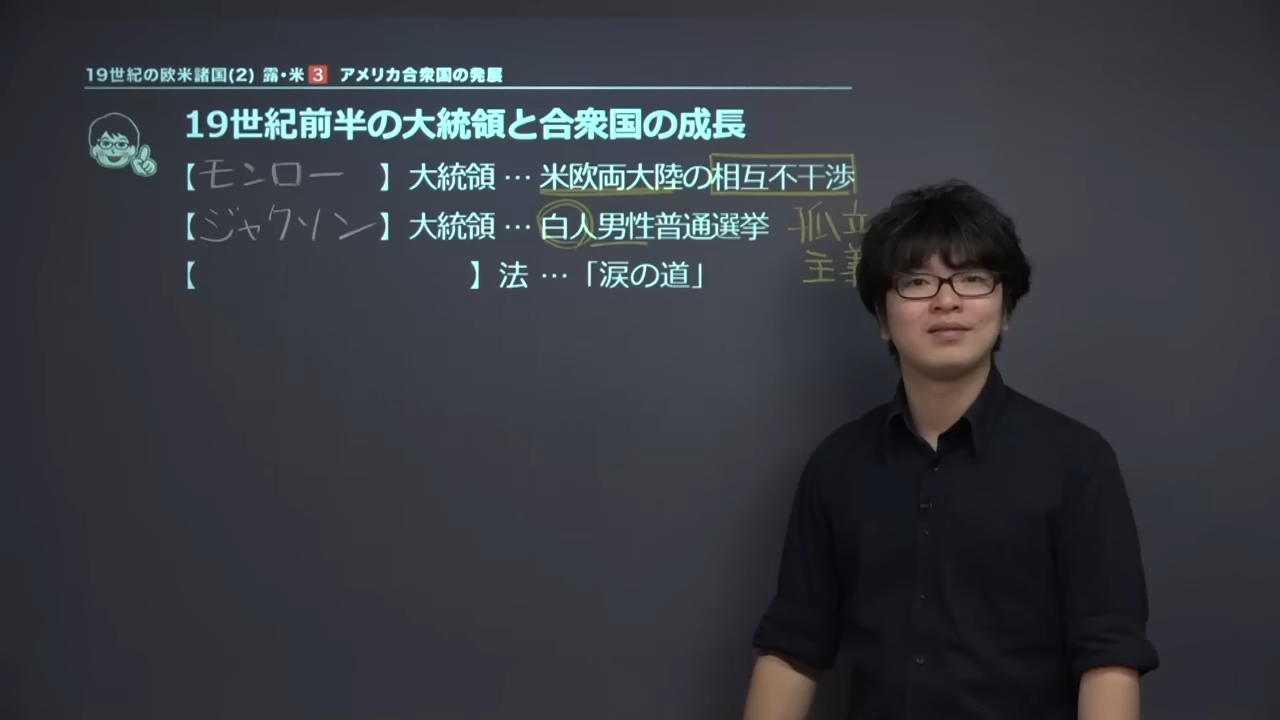 19世紀の欧米諸国(2) 露・米 3 アメリカ合衆国の発展
19世紀前半の大統領と合衆国の成長
【モンロー】大統領…米欧両大陸の相互不干渉
【ジャクソン】大統領…白人男性普通選挙
孤立
主義
【 】法…「涙の道」